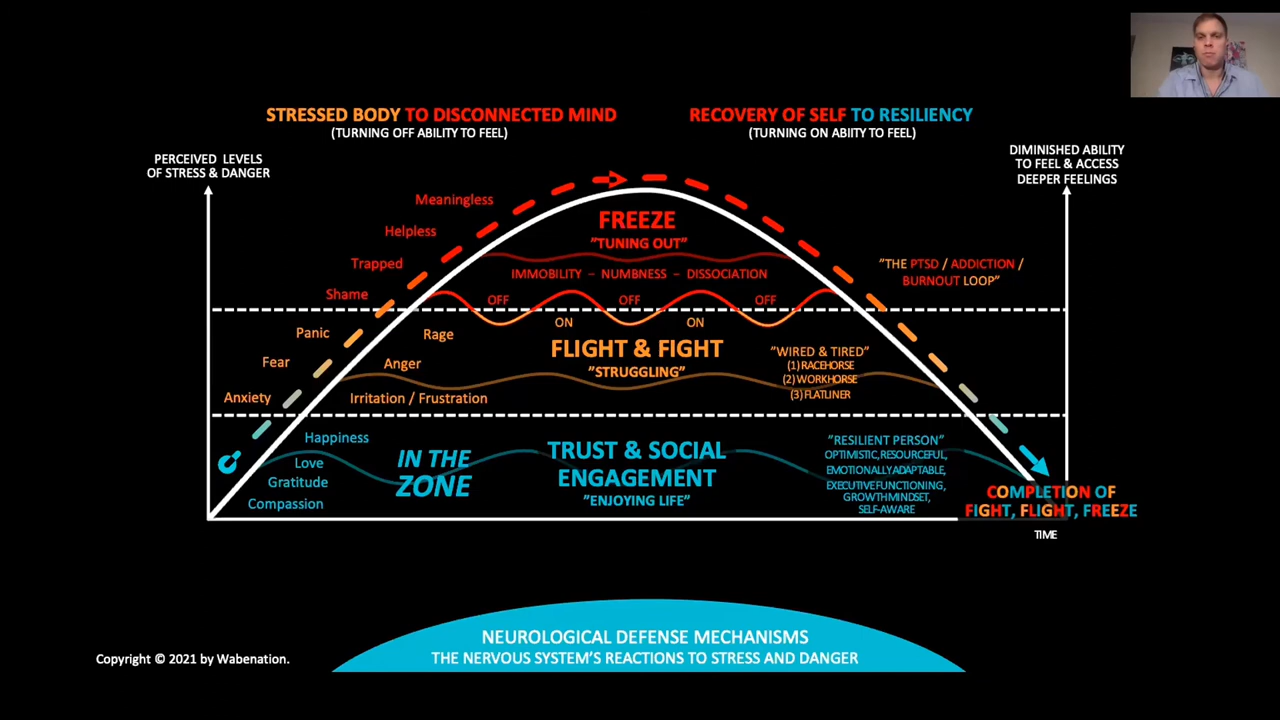 STRESSED BODY TO DISCONNECTED MIND
(TURNING OFF ABILITY TO FEEL)
RECOVERY OF SELF TO RESILIENCY
(TURNING ON ABIITY TO FEEL)
PERCEIVED LEVELS
OF STRESS & DANGER
DIMINISHED ABILITY
TO FEEL & ACCESS
DEEPER FEELINGS
Meaningless
Helpless
Trapped
Shame
FREEZE
"TUNING OUT"
IMMOBILITY – NUMBNESS – DISSOCIATION
OFF OFF OFF
"THE PTSD / ADDICTION /
BURNOUT LOOP"
ON ON
Panic
Fear
Anxiety
Rage
Anger
Irritation / Frustration
FLIGHT & FIGHT
"STRUGGLING"
"WIRED & TIRED"
(1) RACEHORSE
(2) WORKHORSE
(3) FLATLINER
Happiness
Love
Gratitude
Compassion
IN THE
ZONE
TRUST & SOCIAL
ENGAGEMENT
"ENJOYING LIFE"
"RESILIENT PERSON"
OPTIMISTIC, RESOURCEFUL,
EMOTIONALLY ADAPTABLE,
EXECUTIVE FUNCTIONING,
GROWTH MINDSET,
SELF-AWARE
COMPLETION OF
FIGHT, FLIGHT, FREEZE
TIME
NEUROLOGICAL DEFENSE MECHANISMS
THE NERVOUS SYSTEM'S REACTIONS TO STRESS AND DANGER
Copyright © 2021 by Wabenation.